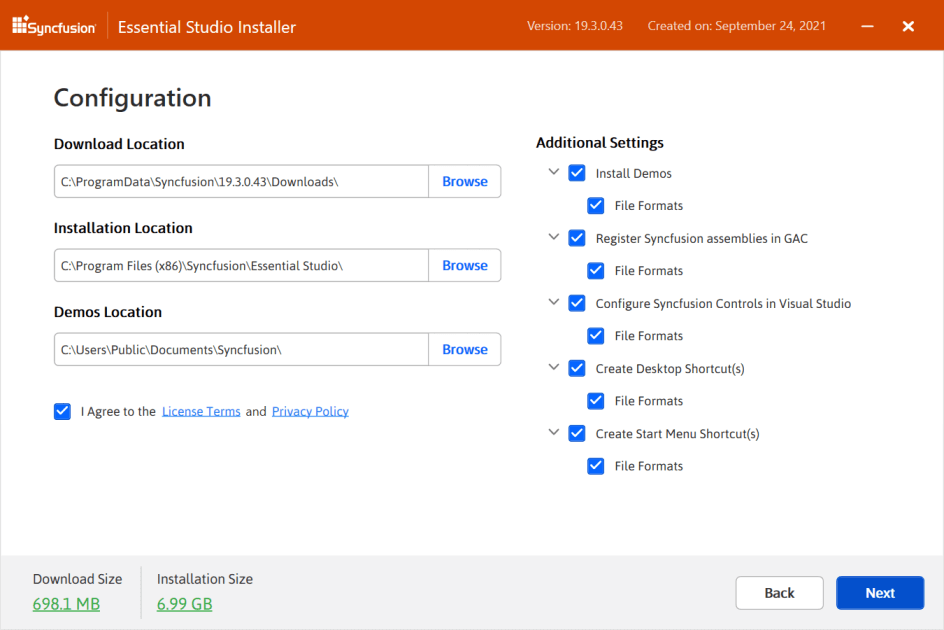 Syncfusion Essential Studio Installer Version: 19.3.0.43 Created on: September 24, 2021
Configuration
Download Location
C:\ProgramData\Syncfusion\19.3.0.43\Downloads\ Browse
Installation Location
C:\Program Files (x86)\Syncfusion\Essential Studio\ Browse
Demos Location
C:\Users\Public\Documents\Syncfusion\ Browse
I Agree to the License Terms and Privacy Policy
Additional Settings
Install Demos
File Formats
Register Syncfusion assemblies in GAC
File Formats
Configure Syncfusion Controls in Visual Studio
File Formats
Create Desktop Shortcut(s)
File Formats
Create Start Menu Shortcut(s)
File Formats
Download Size
698.1 MB
Installation Size
6.99 GB
Back Next